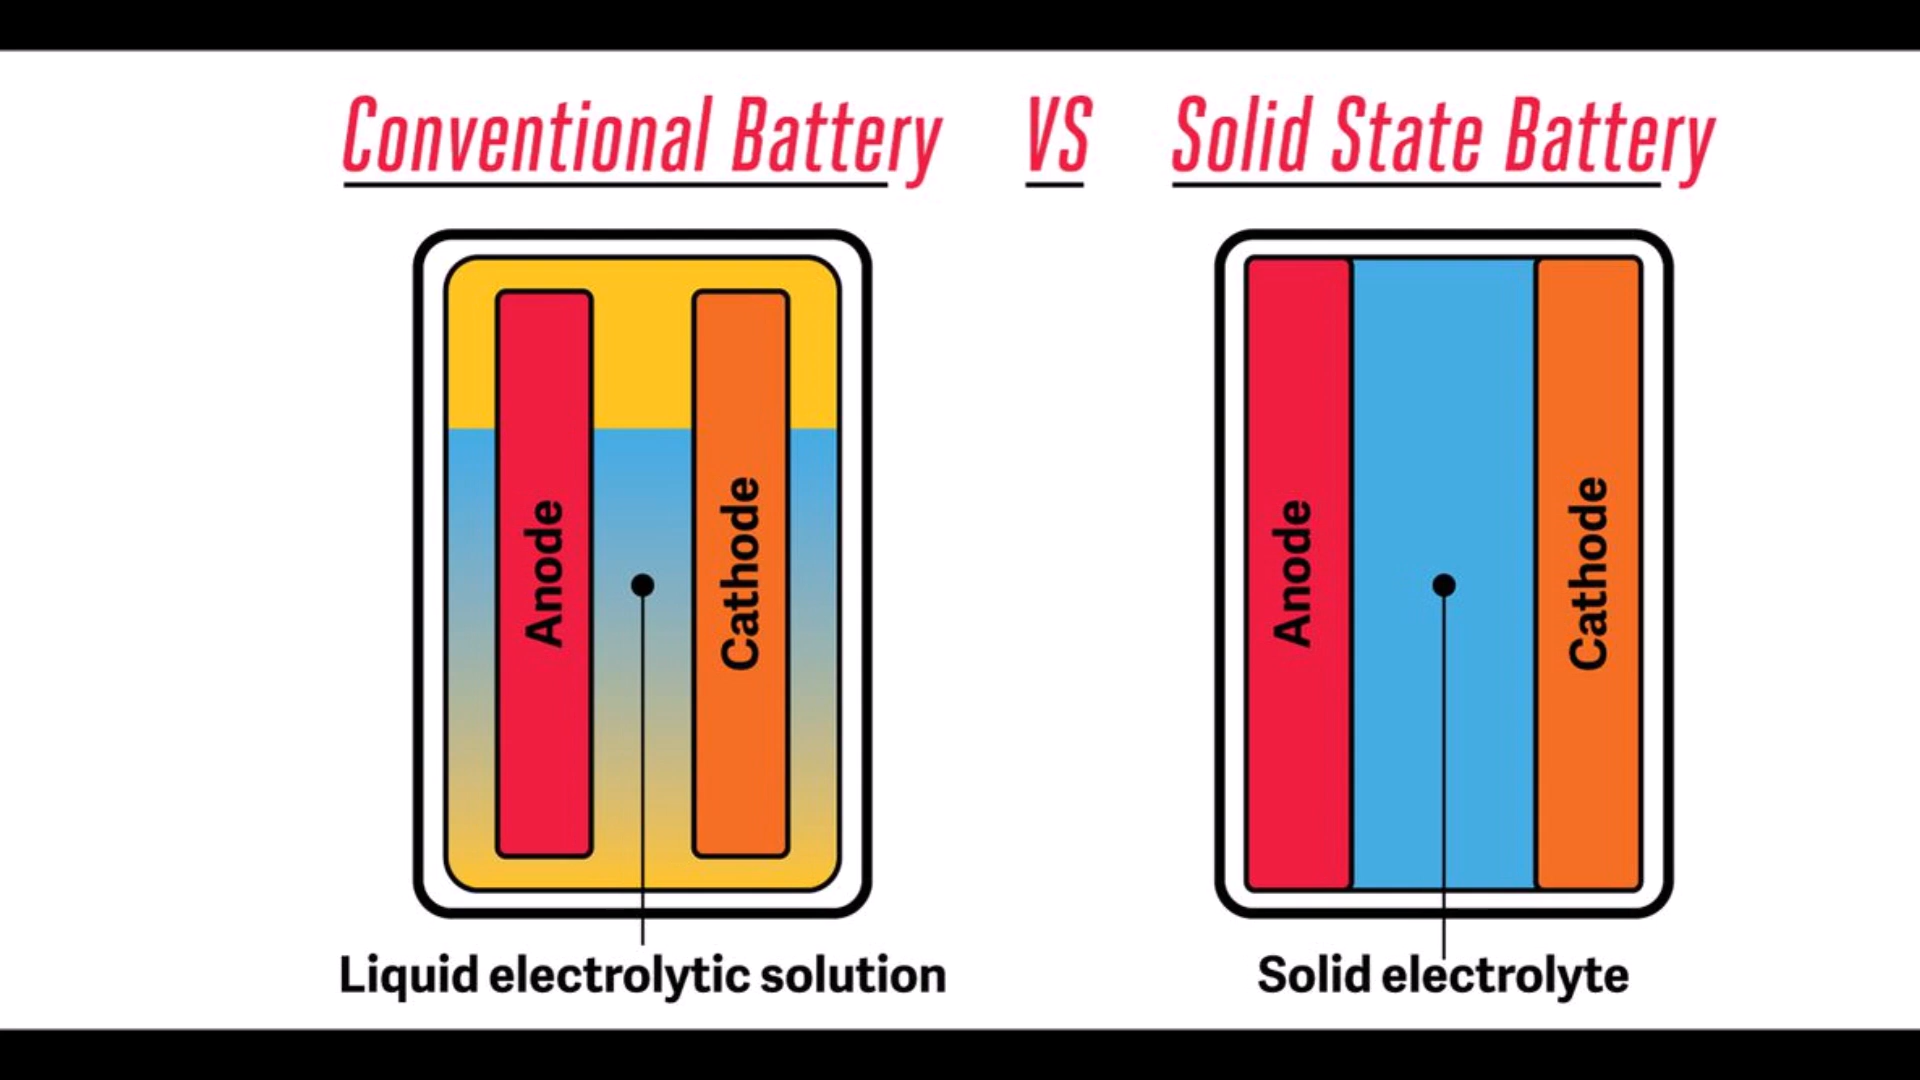 Conventional Battery VS Solid State Battery
Anode
Cathode
Anode
Cathode
Liquid electrolytic solution
Solid electrolyte